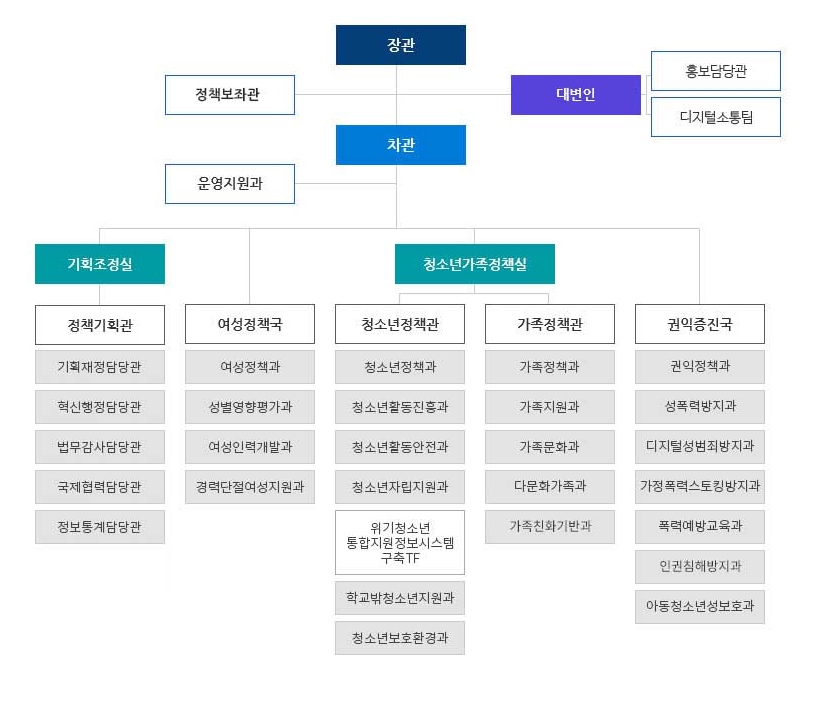 장관
정책보좌관
대변인
홍보담당관
디지털소통팀
차관
운영지원과
기획조정실
청소년가족정책실
정책기획관
여성정책국
청소년정책관
가족정책관
권익증진국
기획재정담당관
여성정책과
청소년정책과
가족정책과
권익정책과
혁신행정담당관
성별영향평가과
청소년활동진흥과
가족지원과
성폭력방지과
법무감사담당관
여성인력개발과
청소년활동안전과
가족문화과
디지털성범죄방지과
국제협력담당관
경력단절여성지원과
청소년자립지원과
다문화가족과
가정폭력스토킹방지과
정보통계담당관
위기청소년
통합지원정보시스템
구축TF
가족친화기반과
폭력예방교육과
인권침해방지과
학교밖청소년지원과
아동청소년성보호과
청소년보호환경과